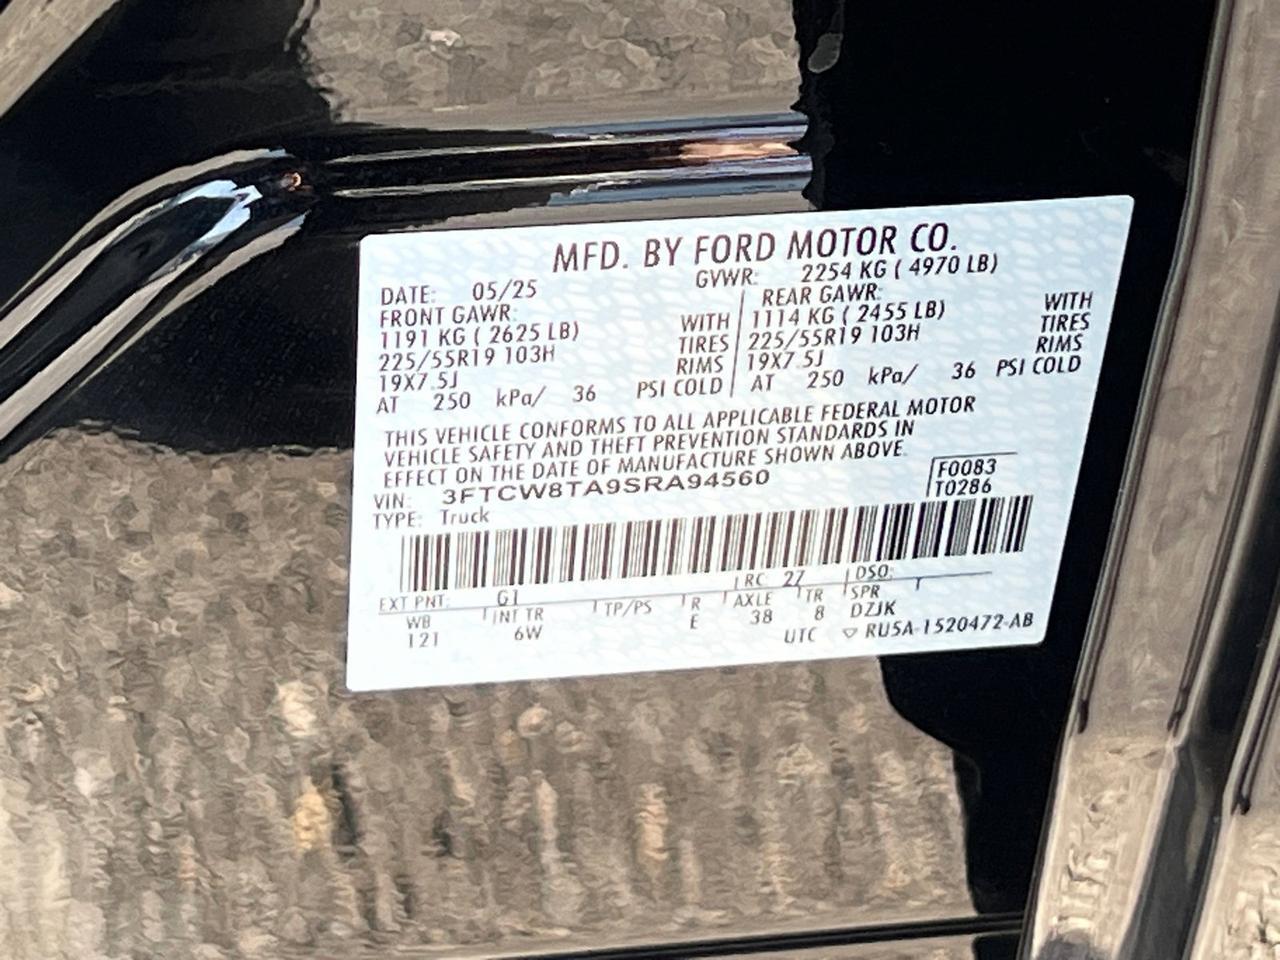 MFD. BY FORD MOTOR CO.
DATE: 05/25 GVWR: 2254 KG ( 4970 LB)
FRONT GAWR: REAR GAWR:
1191 KG ( 2625 LB) WITH 1114 KG ( 2455 LB) WITH
225/55R19 103H TIRES 225/55R19 103H TIRES
19X7.5J RIMS 19X7.5J RIMS
AT 250 kPa/ 36 PSI COLD AT 250 kPa/ 36 PSI COLD
THIS VEHICLE CONFORMS TO ALL APPLICABLE FEDERAL MOTOR
VEHICLE SAFETY AND THEFT PREVENTION STANDARDS IN
EFFECT ON THE DATE OF MANUFACTURE SHOWN ABOVE.
VIN: 3FTCW8TA9SRA94560 F0083
TYPE: Truck T0286
EXT PNT: G1 RC: 27 DSO:
WB INT TR TP/PS R AXLE TR SPR
121 6W E 38 8 DZJK
UTC ▽ RU5A-1520472-AB